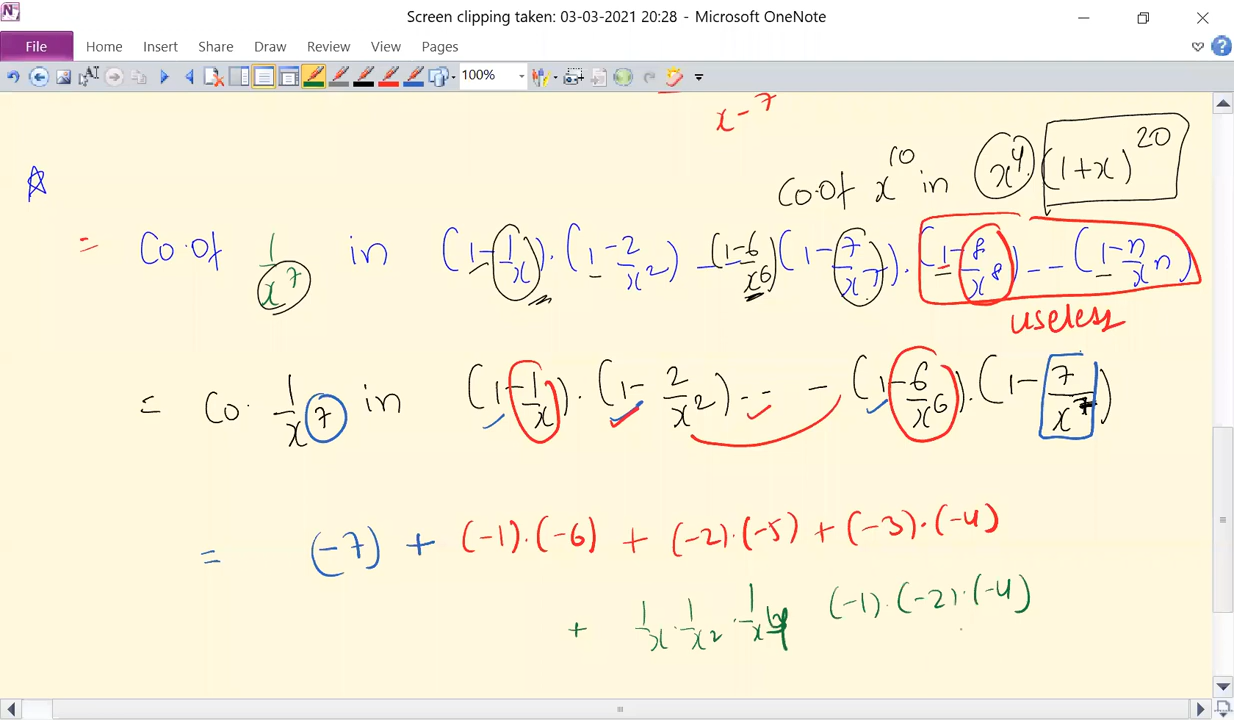 Screen clipping taken: 03-03-2021 20:28 - Microsoft OneNote
File Home Insert Share Draw Review View Pages
100%
x-7
Co.Of x^10 in x^4 (1+x)^20
= Co.Of 1/x^7 in (1-1/x).(1-2/x^2) --- (1-6/x^6)(1-7/x^7).(1-8/x^8) --- (1-n/x^n)
useless
= Co. 1/x^7 in (1-1/x).(1-2/x^2) --- (1-6/x^6).(1-7/x^7)
= (-7) + (-1).(-6) + (-2).(-5) + (-3).(-4)
+ 1/x . 1/x^2 . 1/x^4 (-1).(-2).(-4)